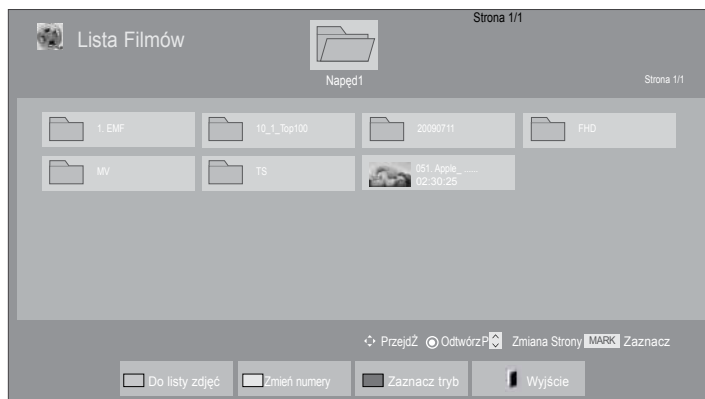 Strona 1/1
Lista Filmów
Napęd1
Strona 1/1
1. EMF
10_1_Top100
20090711
FHD
MV
TS
051. Apple_ ......
02:30:25
PrzejdŹ OdtwórzP Zmiana Strony MARK Zaznacz
Do listy zdjęć Zmień numery Zaznacz tryb Wyjście